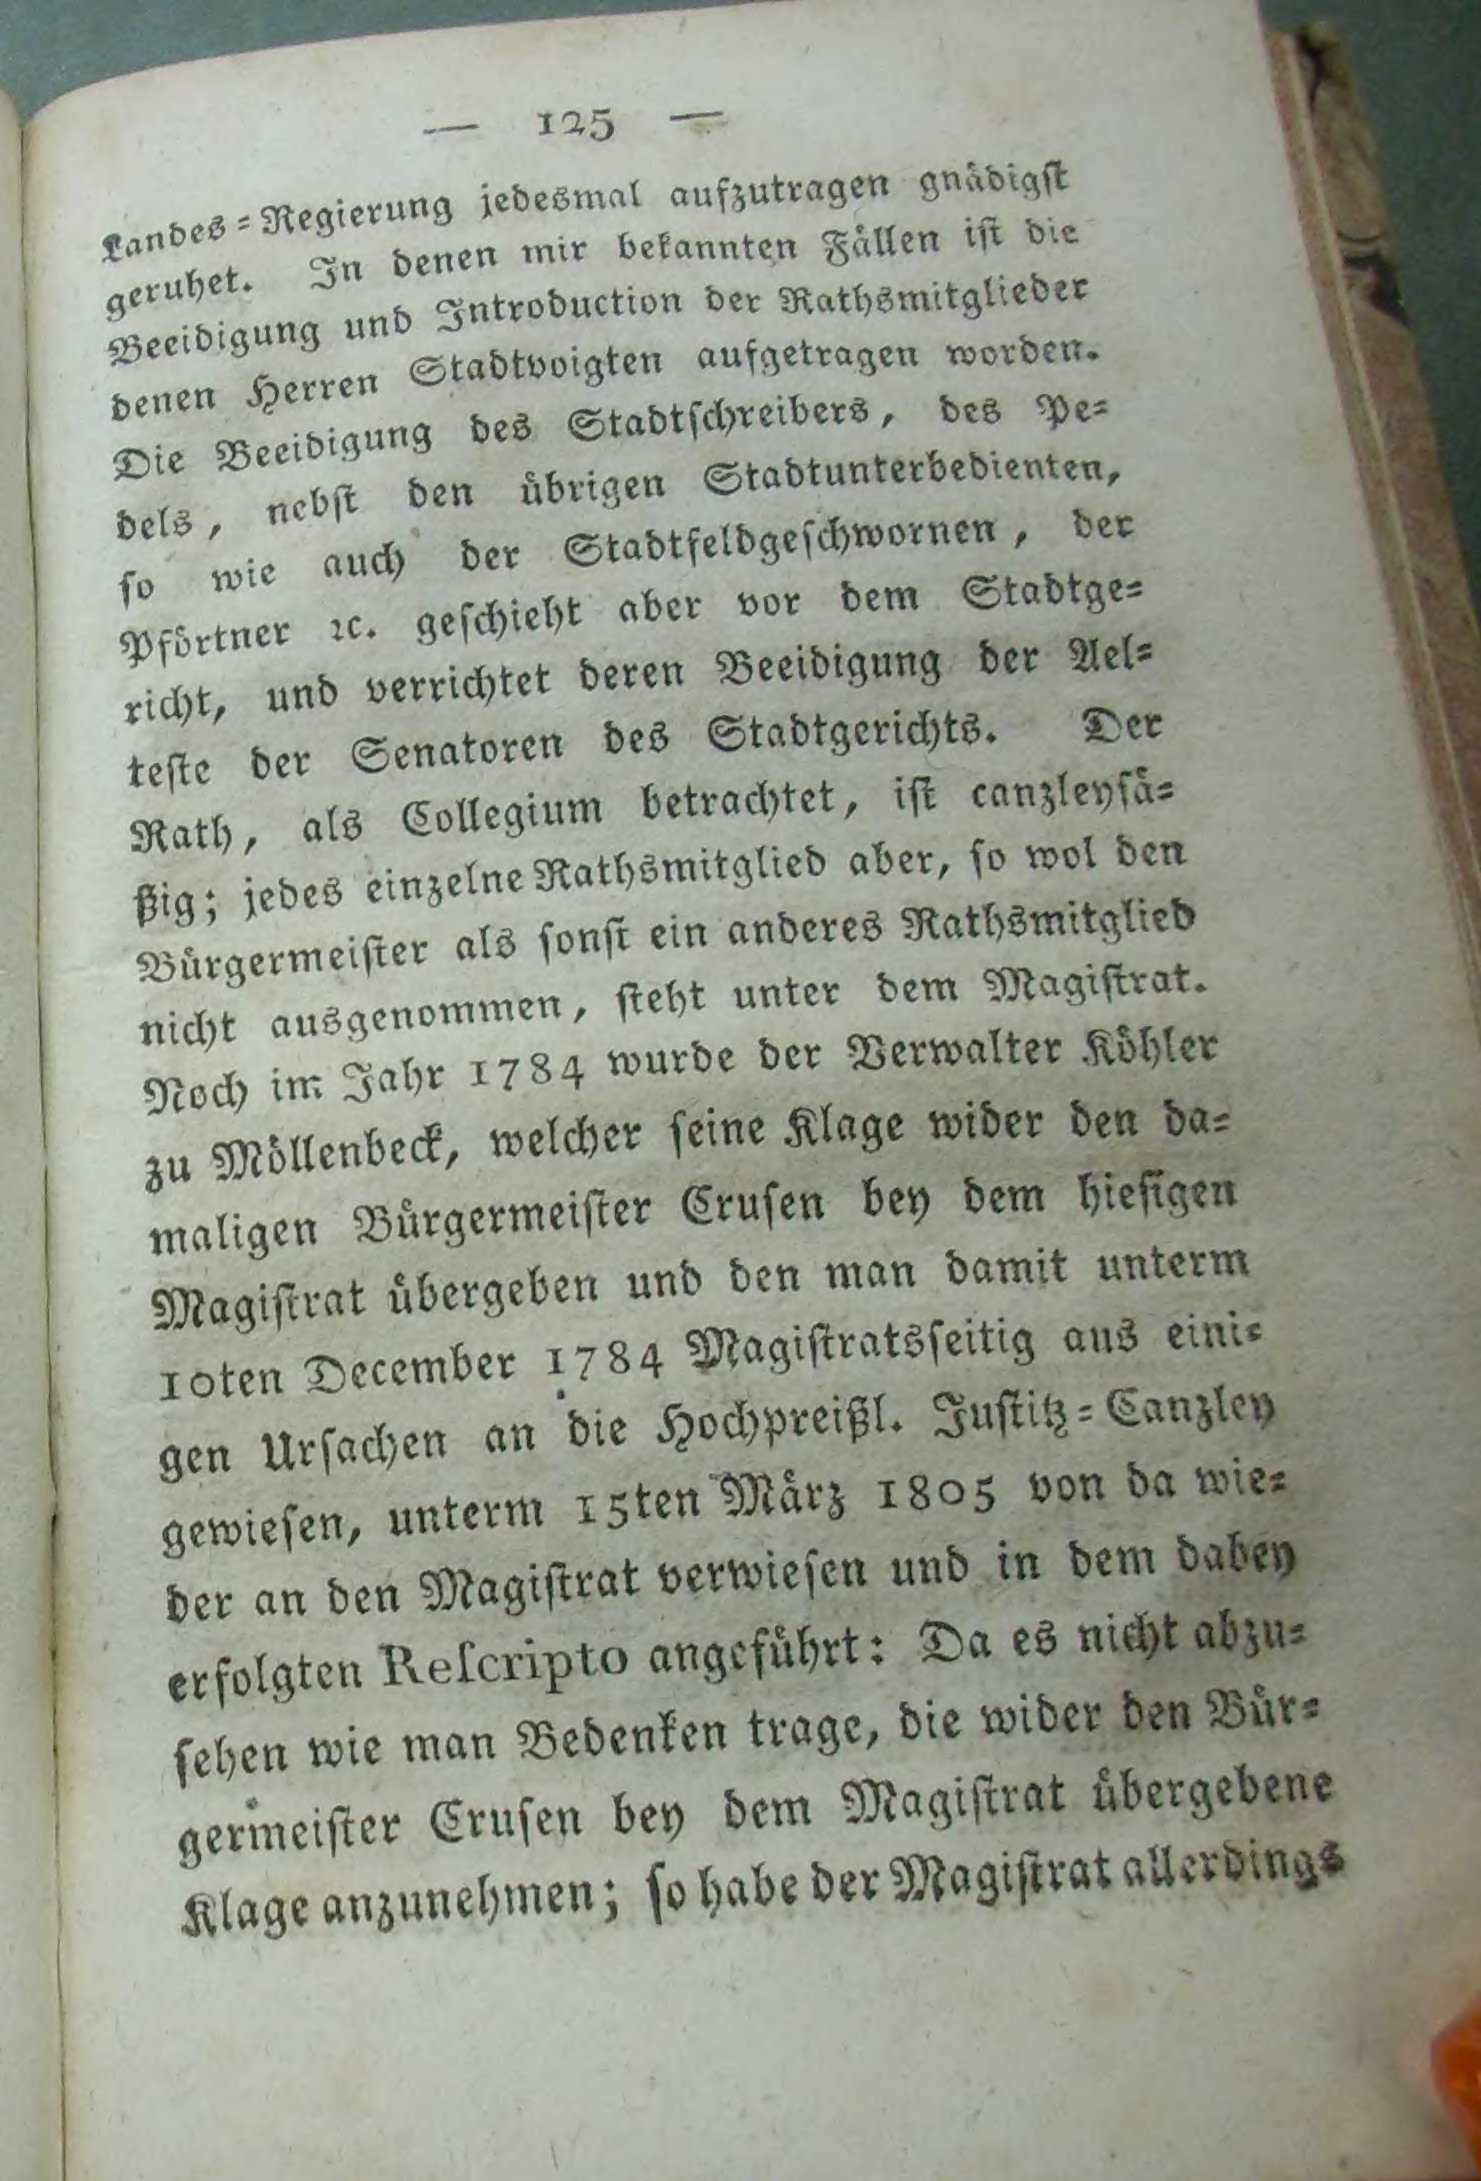 — 125 —
Landes=Regierung jedesmal aufzutragen gnädigſt
geruhet. In denen mir bekannten Fällen iſt die
Beeidigung und Introduction der Rathsmitglieder
denen Herren Stadtvoigten aufgetragen worden.
Die Beeidigung des Stadtſchreibers, des Pe=
dels, nebſt den übrigen Stadtunterbedienten,
ſo wie auch der Stadtfeldgeſchwornen, der
Pförtner ꝛc. geſchieht aber vor dem Stadtge=
richt, und verrichtet deren Beeidigung der Ael=
teſte der Senatoren des Stadtgerichts. Der
Rath, als Collegium betrachtet, iſt canzleyſä=
ßig; jedes einzelne Rathsmitglied aber, ſo wol den
Bürgermeiſter als ſonſt ein anderes Rathsmitglied
nicht ausgenommen, ſteht unter dem Magiſtrat.
Noch im Jahr 1784 wurde der Verwalter Köhler
zu Möllenbeck, welcher ſeine Klage wider den da=
maligen Bürgermeiſter Cruſen bey dem hieſigen
Magiſtrat übergeben und den man damit unterm
10ten December 1784 Magiſtratsſeitig aus eini=
gen Urſachen an die Hochpreißl. Juſtitz=Canzley
gewieſen, unterm 15ten März 1805 von da wie=
der an den Magiſtrat verwieſen und in dem dabey
erfolgten Reſcripto angeführt: Da es nicht abzu=
ſehen wie man Bedenken trage, die wider den Bür=
germeiſter Cruſen bey dem Magiſtrat übergebene
Klage anzunehmen; ſo habe der Magiſtrat allerdings